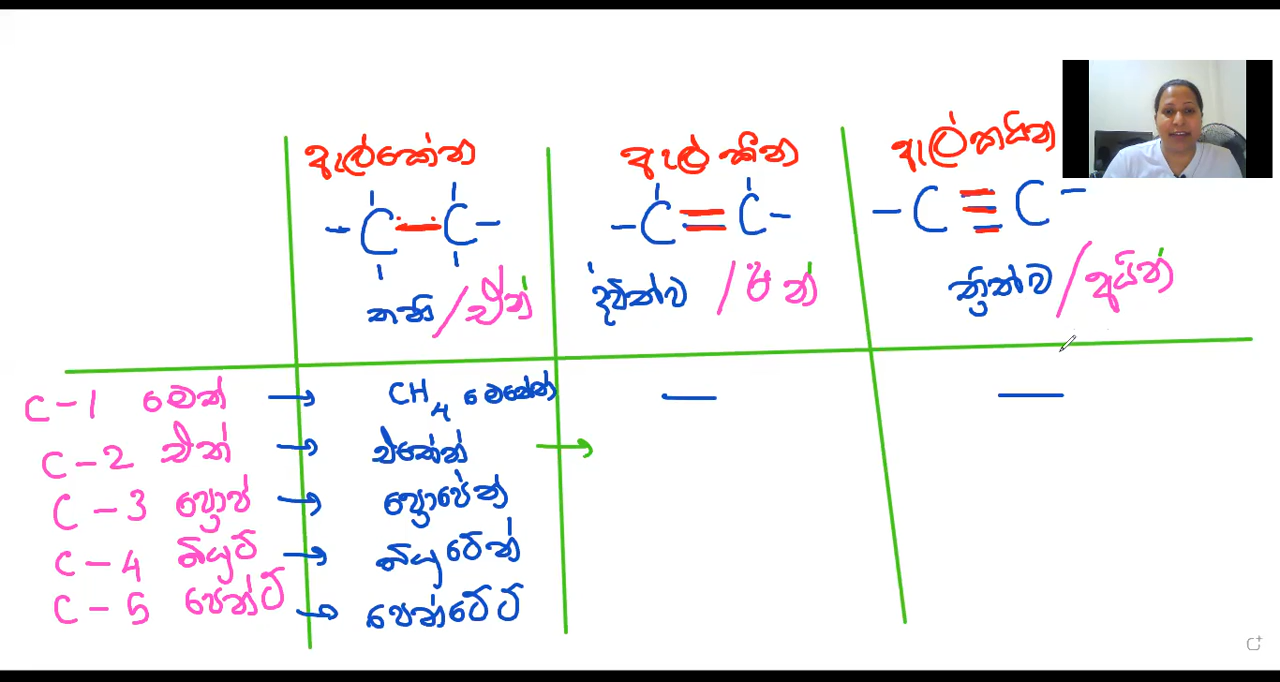 ඇල්කේන ඇල්කීන ඇල්කයින
C C C = C C ≡ C
තනි / ඒන් ද්විත්ව / ඊන් ත්‍රිත්ව / අයින්
C - 1 මෙත් → CH4 මෙතේන් — —
C - 2 එත් → එතේන් →
C - 3 ප්‍රොප් → ප්‍රොපේන්
C - 4 බියුට් → බියුටේන්
C - 5 පෙන්ට් → පෙන්ටේට්